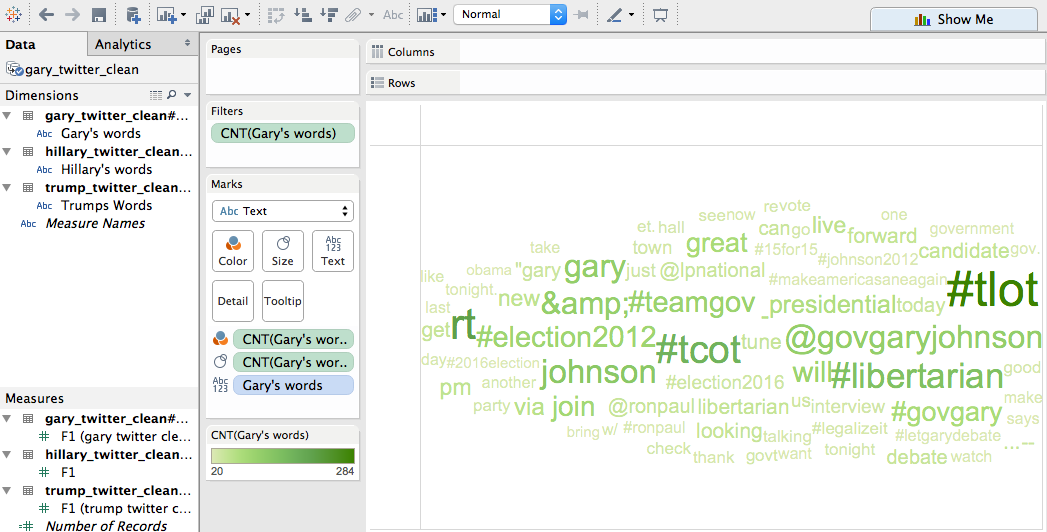 Abc
Normal
Show Me
Data
Analytics
gary_twitter_clean
Dimensions
gary_twitter_clean#...
Abc Gary's words
hillary_twitter_clean...
Abc Hillary's words
trump_twitter_clean...
Abc Trumps Words
Abc Measure Names
Measures
gary_twitter_clean#...
# F1 (gary twitter cle...
hillary_twitter_clean...
# F1
trump_twitter_clean...
# F1 (trump twitter c...
=# Number of Records
Pages
Filters
CNT(Gary's words)
Marks
Abc Text
Color
Size
Abc
123
Text
Detail
Tooltip
CNT(Gary's wor..
CNT(Gary's wor..
Abc
123
Gary's words
CNT(Gary's words)
20
284
Columns
Rows
revote
seenow
one
et. hall
can go live
government
take
town
great
#15for15
forward
candidate gov.
like
obama "gary gary just @lpnational
#johnson2012
tonight.
#makeamericasneagain
#tlot
last
new &amp; #teamgov
_presidential today
get rt #election2012 #tcot tune @govgaryjohnson
day #2016election
johnson
#election2016
will #libertarian good
pm another
party via join @ronpaul libertarian us interview #govgary make
says
bring w/ #ronpaul looking talking #legalizeit #letgarydebate
...--
check
thank govt want tonight debate watch